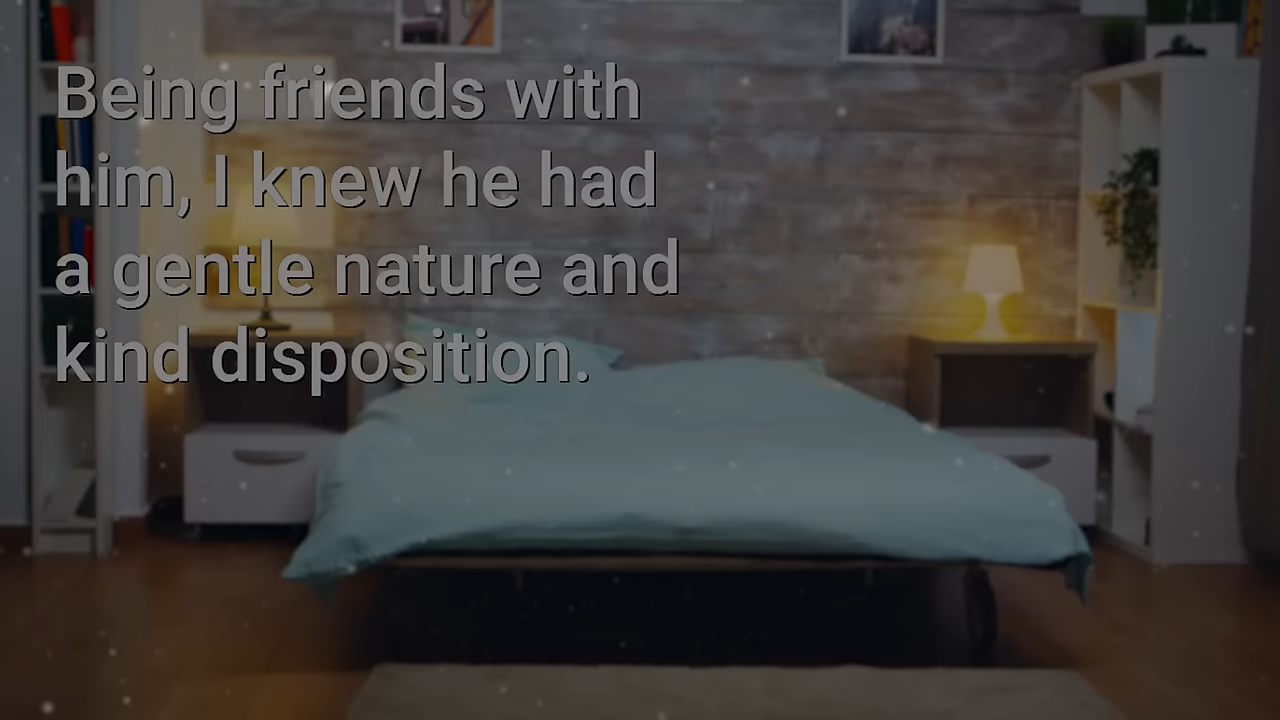 Being friends with
him, I knew he had
a gentle nature and
kind disposition.